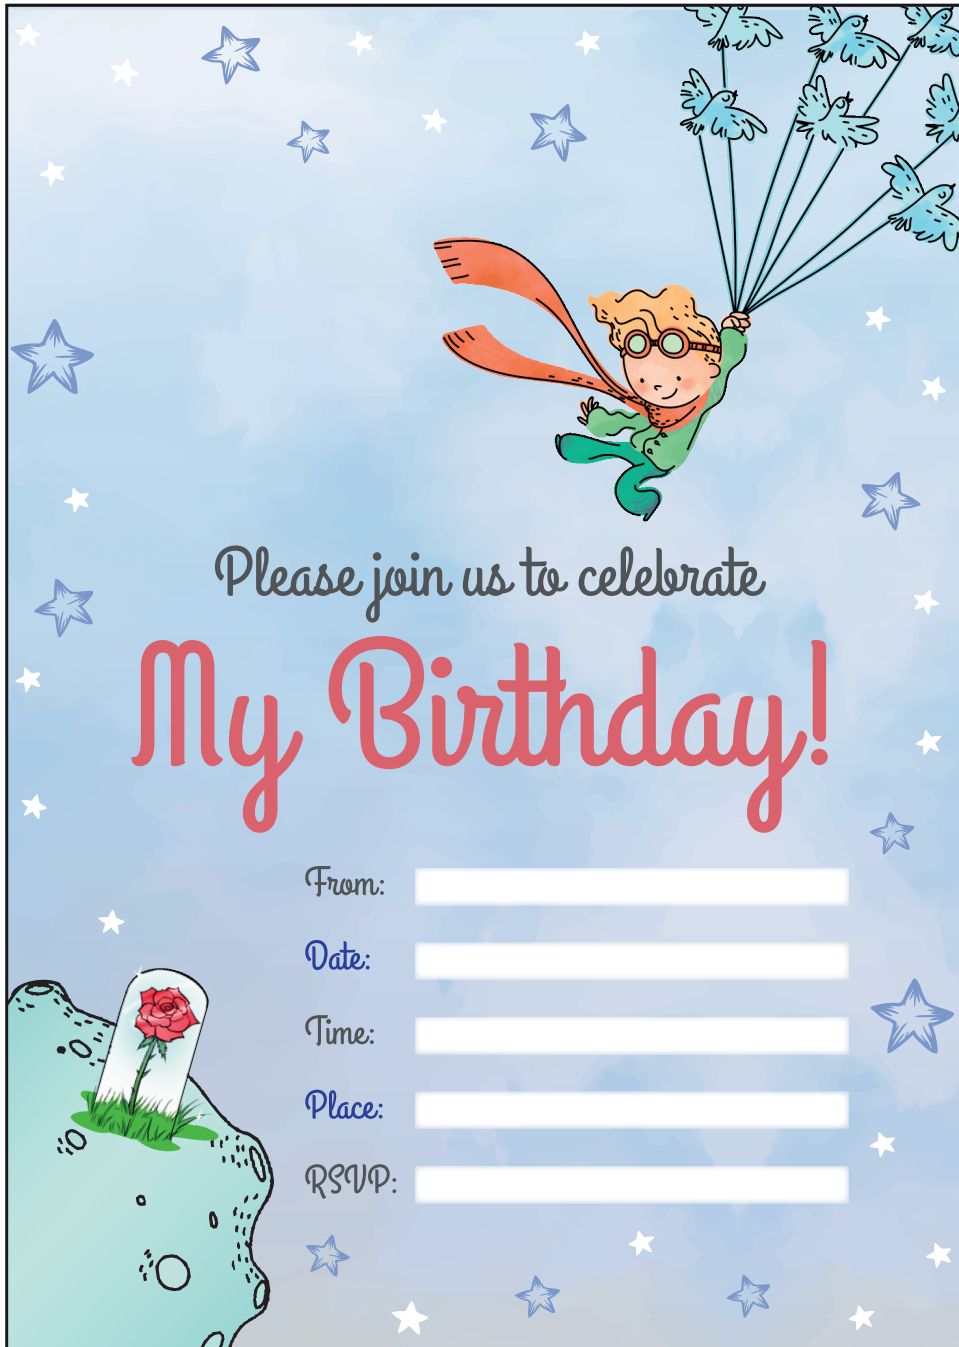 Please join us to celebrate
My Birthday!
From:
Date:
Time:
Place:
RSVP: